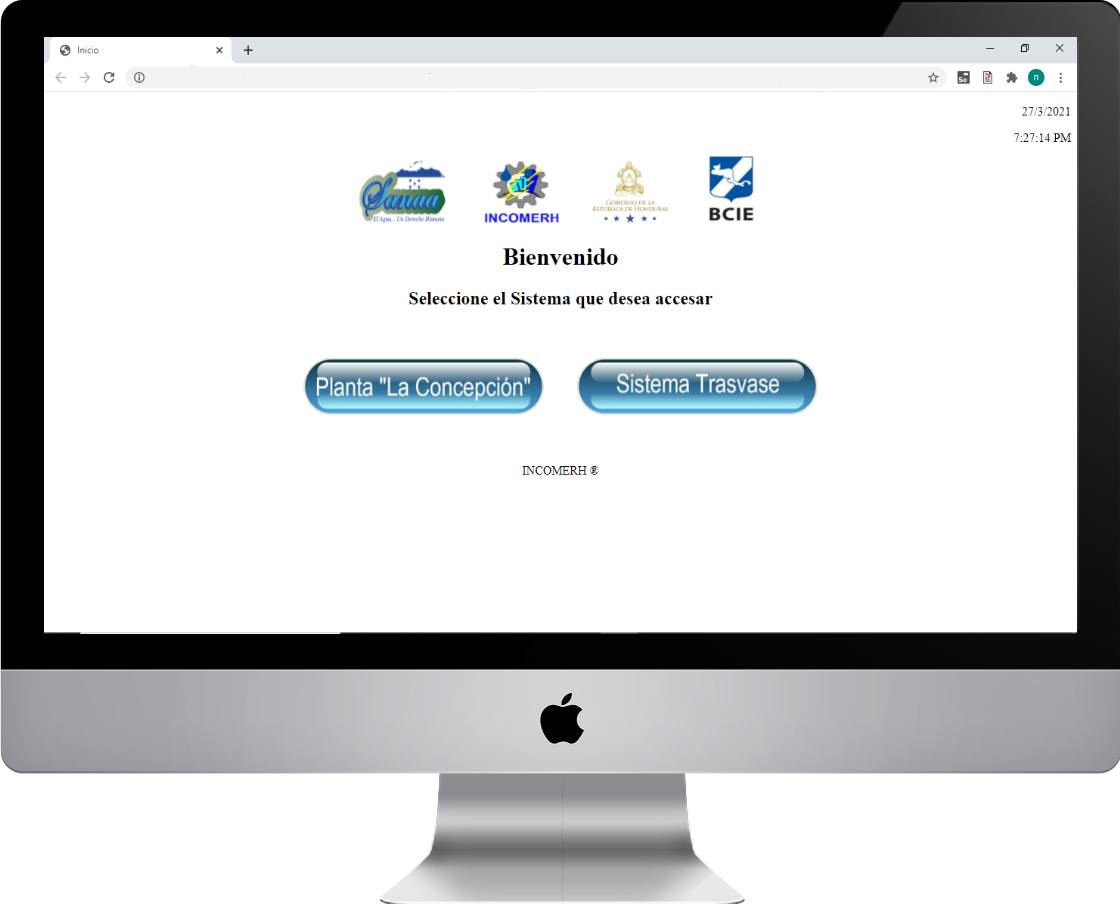 Inicio
Se
n
27/3/2021
7:27:14 PM
Sanaa
El Agua... Un Derecho Humano
INCOMERH
GOBIERNO DE LA
REPÚBLICA DE HONDURAS
BCIE
Bienvenido
Seleccione el Sistema que desea accesar
Planta "La Concepción"
Sistema Trasvase
INCOMERH ®